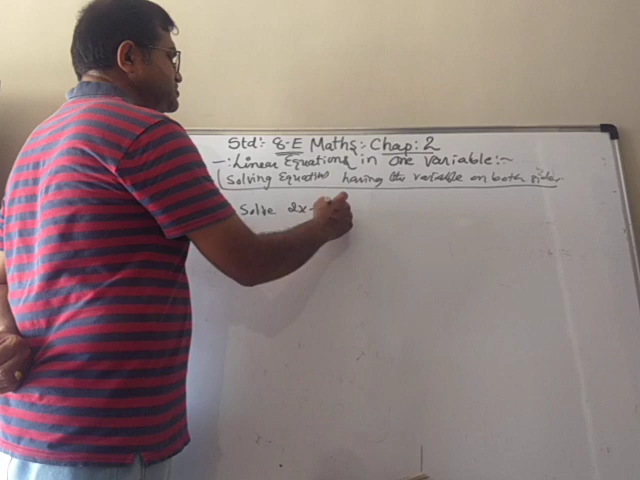 Std:- 8-E Maths:- Chap: 2
-:Linear Equations in One Variable:-
Solving Equations having the variable on both sides.
Solve 2x-